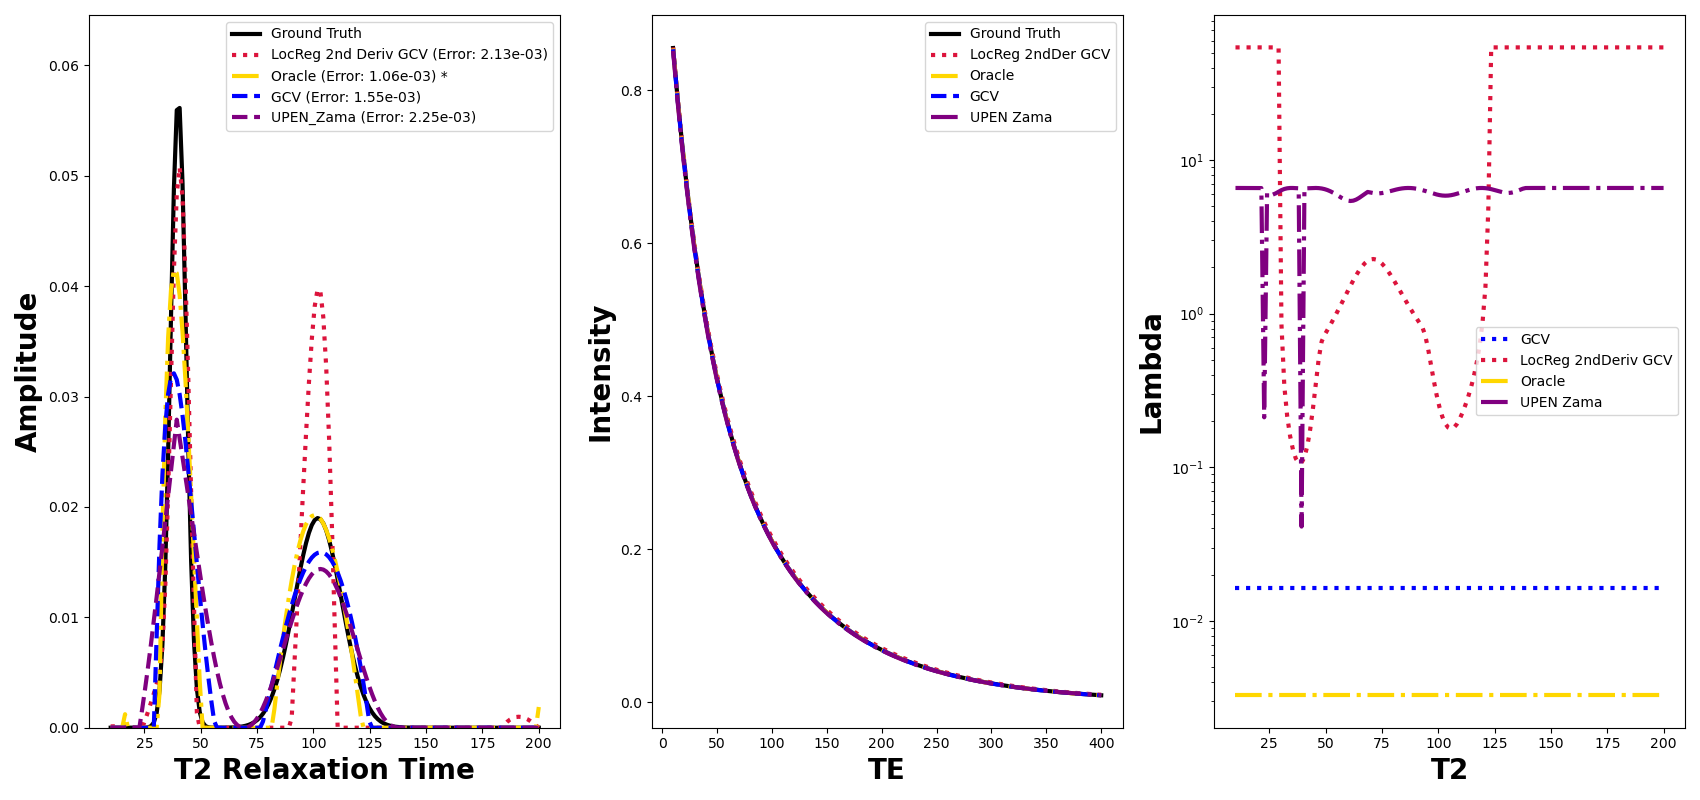 Ground Truth
LocReg 2nd Deriv GCV (Error: 2.13e-03)
Oracle (Error: 1.06e-03) *
GCV (Error: 1.55e-03)
UPEN_Zama (Error: 2.25e-03)
0.06
0.05
0.04
0.03
0.02
0.01
0.00
Amplitude
25 50 75 100 125 150 175 200
T2 Relaxation Time
Ground Truth
LocReg 2ndDer GCV
Oracle
GCV
UPEN Zama
0.8
0.6
0.4
0.2
0.0
Intensity
0 50 100 150 200 250 300 350 400
TE
10¹
10⁰
10⁻¹
10⁻²
Lambda
GCV
LocReg 2ndDeriv GCV
Oracle
UPEN Zama
25 50 75 100 125 150 175 200
T2